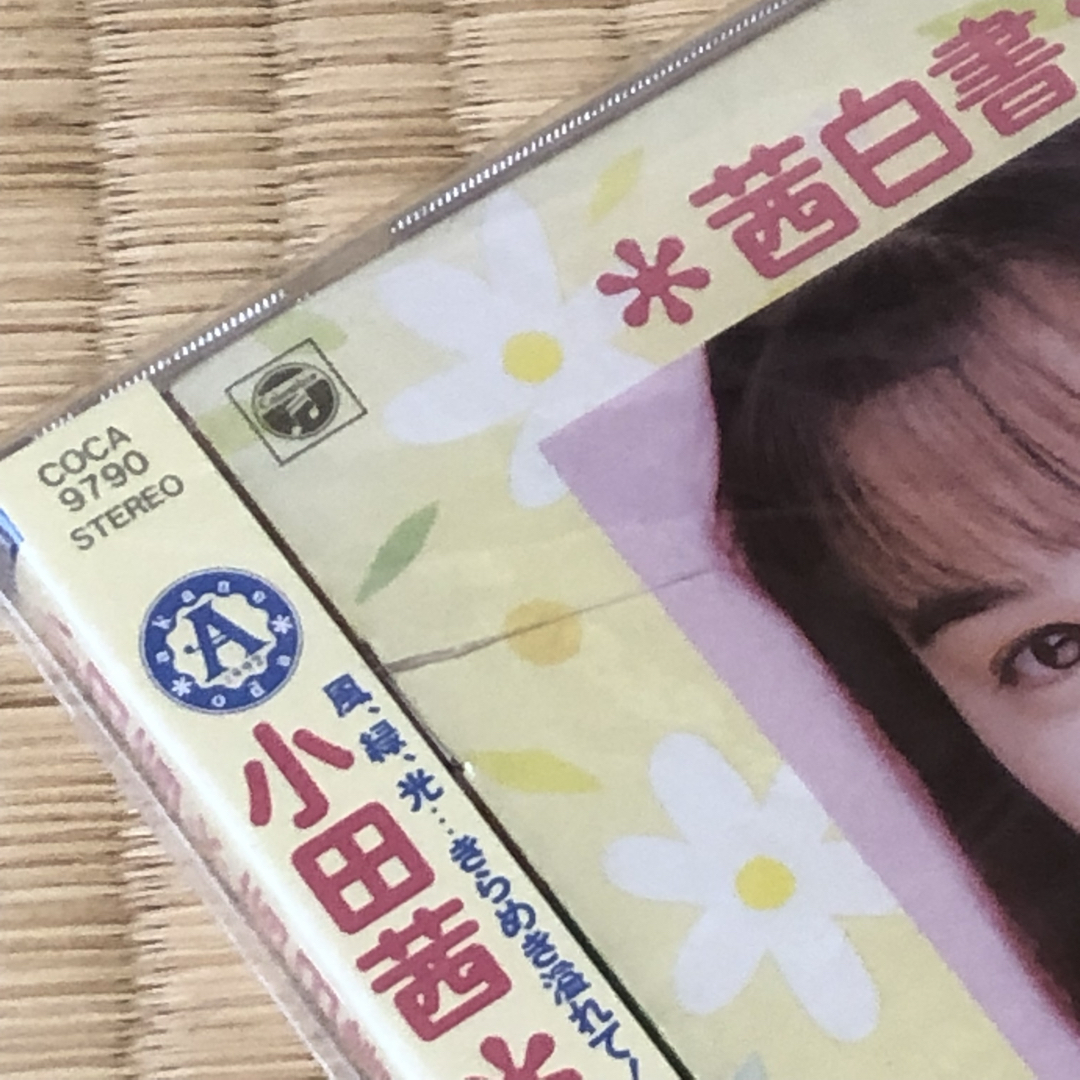 *茜白書*
COCA
9790
STEREO
A
小田茜*
風、緑、光…きらめき溢れて、